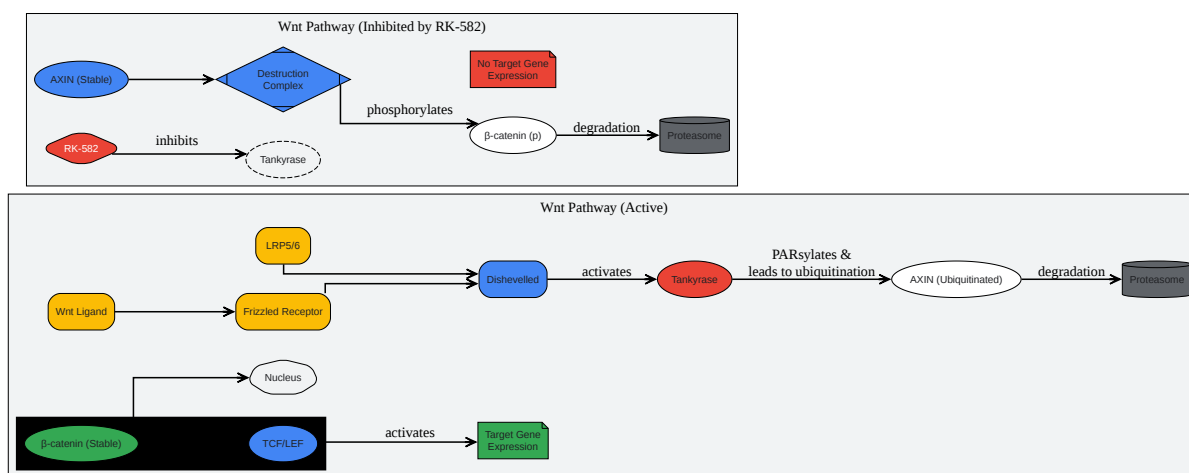 Wnt Pathway (Inhibited by RK-582)
AXIN (Stable)
Destruction
Complex
No Target Gene
Expression
phosphorylates
β-catenin (p)
degradation
Proteasome
RK-582
inhibits
Tankyrase
Wnt Pathway (Active)
LRP5/6
Wnt Ligand
Frizzled Receptor
Dishevelled
activates
Tankyrase
PARsylates &
leads to ubiquitination
AXIN (Ubiquitinated)
degradation
Proteasome
Nucleus
β-catenin (Stable)
TCF/LEF
activates
Target Gene
Expression